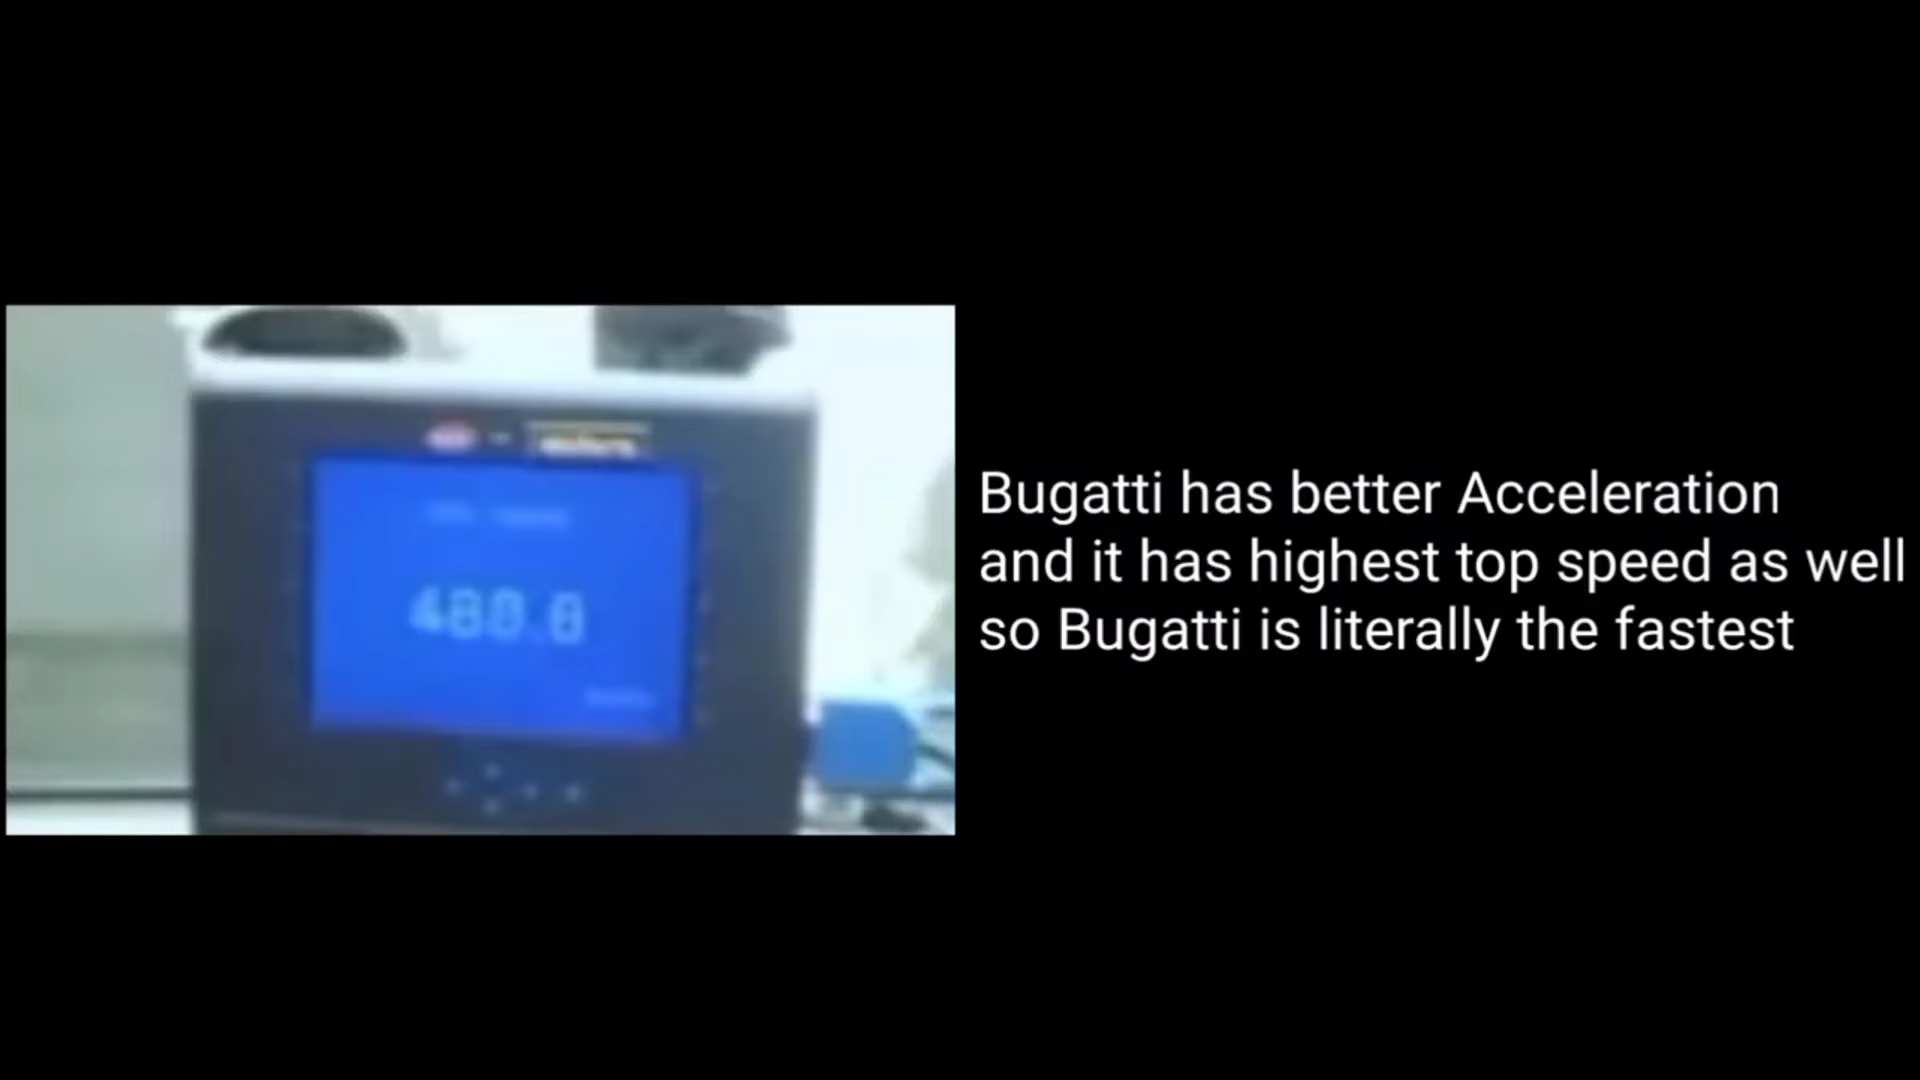 Bugatti has better Acceleration
and it has highest top speed as well
so Bugatti is literally the fastest